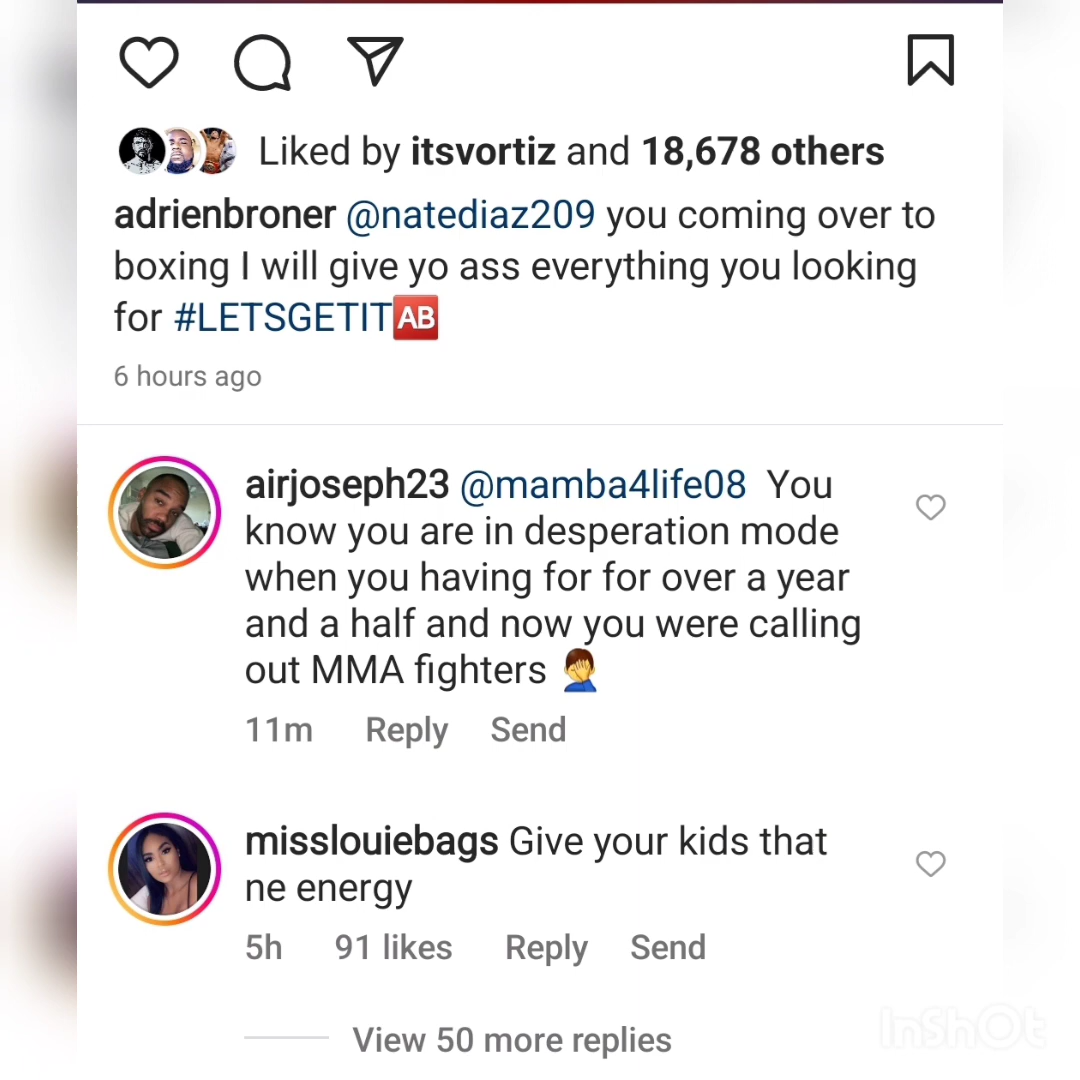 Liked by itsvortiz and 18,678 others
adrienbroner @natediaz209 you coming over to
boxing I will give yo ass everything you looking
for #LETSGETIT🆎
6 hours ago
airjoseph23 @mamba4life08 You
know you are in desperation mode
when you having for for over a year
and a half and now you were calling
out MMA fighters 🤦‍♂️
11m Reply Send
misslouiebags Give your kids that
ne energy
5h 91 likes Reply Send
View 50 more replies
InShOt